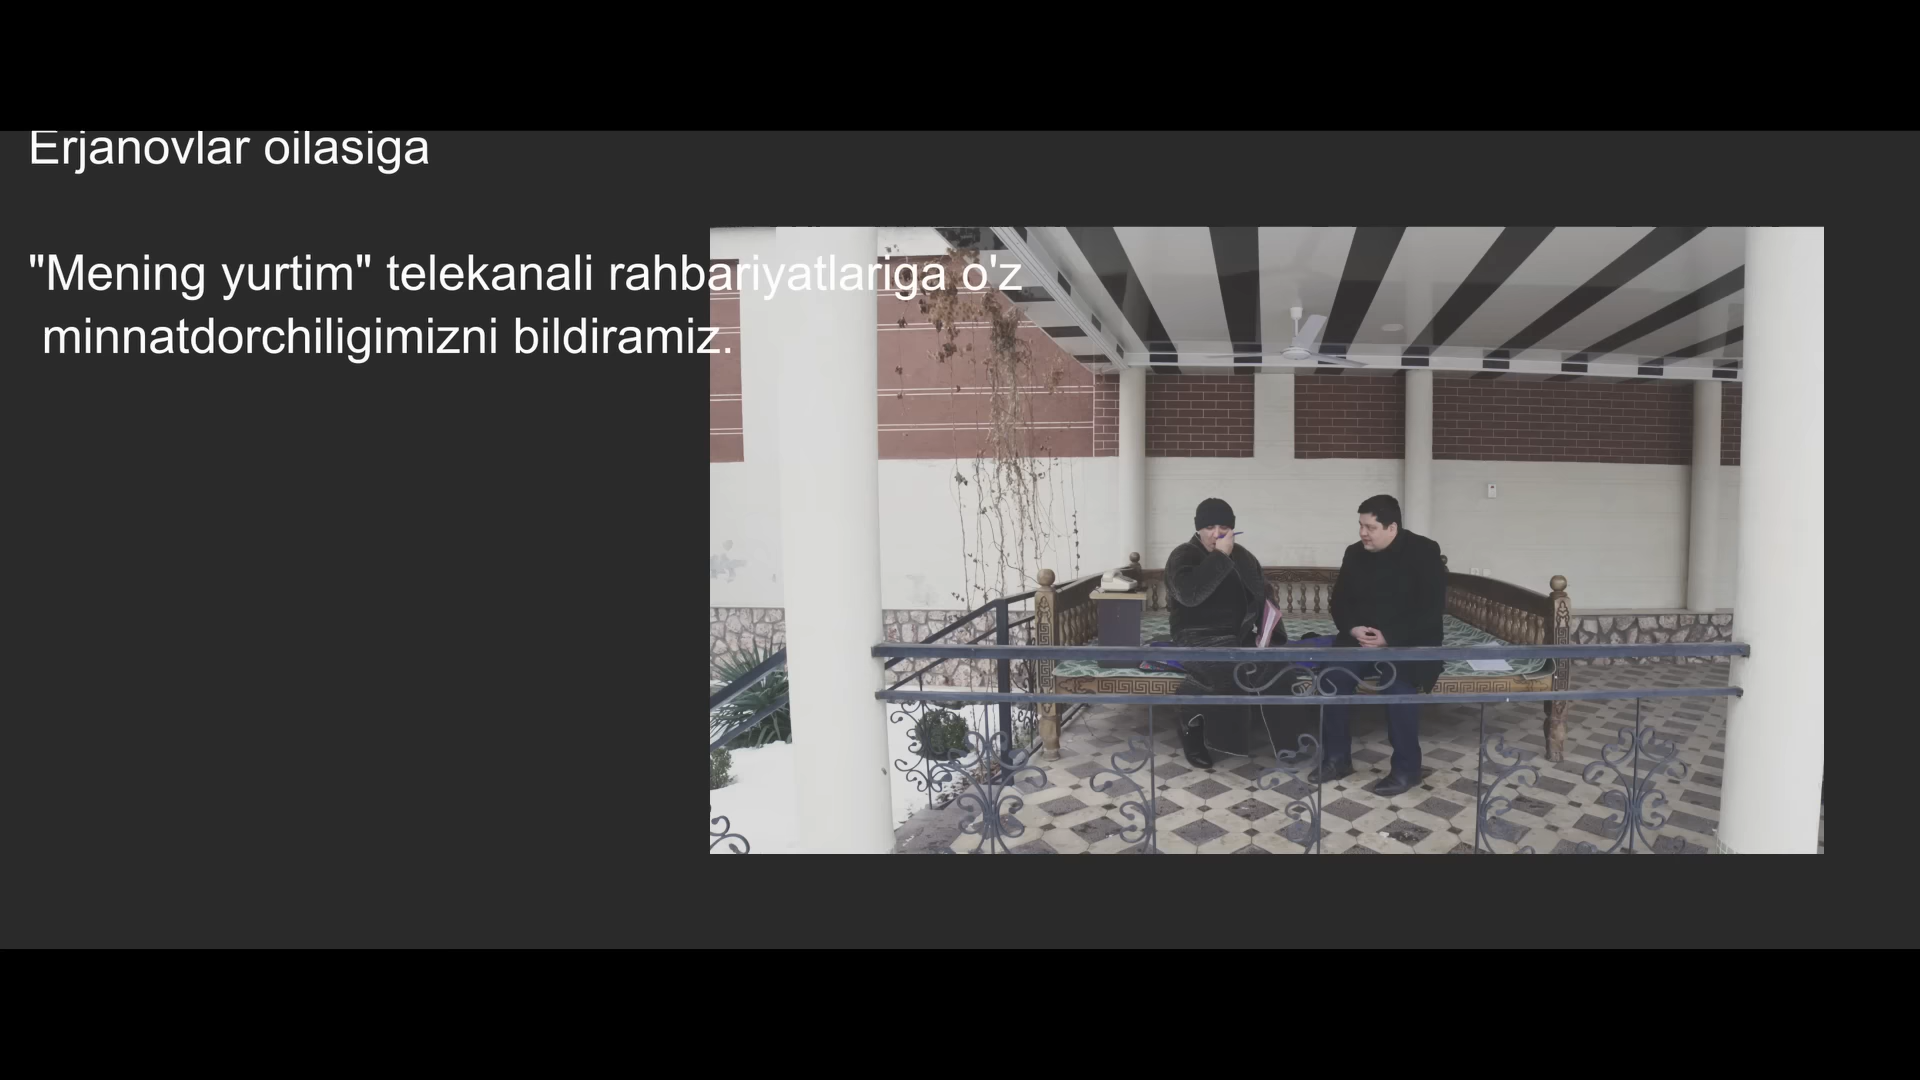 Erjanovlar oilasiga
"Mening yurtim" telekanali rahbariyatlariga o'z
minnatdorchiligimizni bildiramiz.